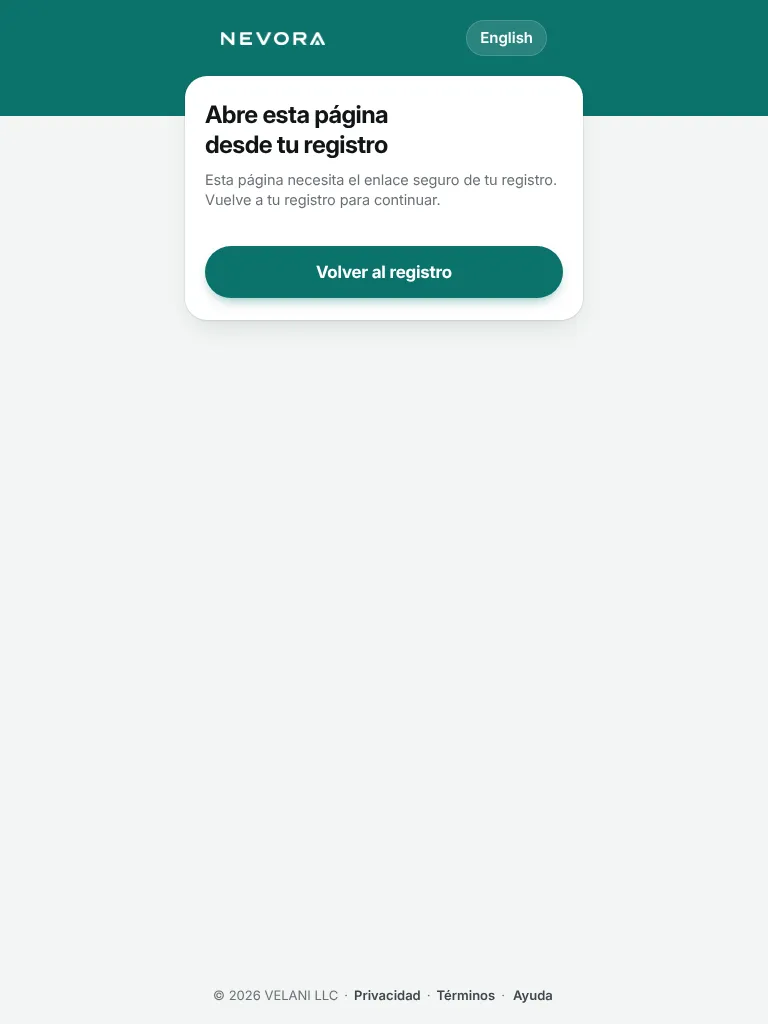 NEVORA
English
Abre esta página
desde tu registro
Esta página necesita el enlace seguro de tu registro.
Vuelve a tu registro para continuar.
Volver al registro
© 2026 VELANI LLC · Privacidad · Términos · Ayuda